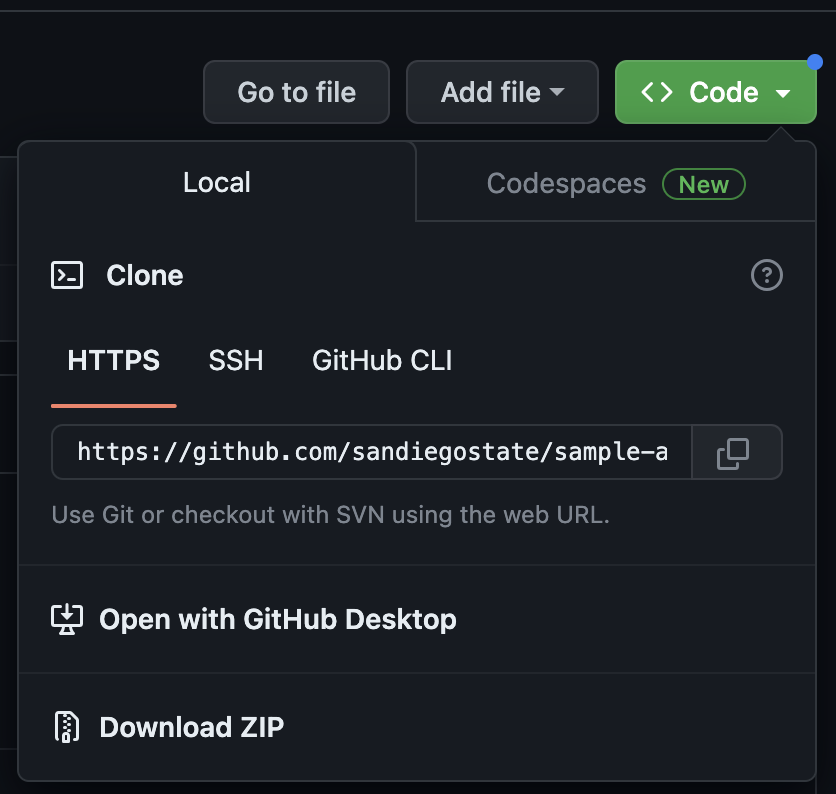 Go to file Add file <> Code
Local Codespaces New
Clone
HTTPS SSH GitHub CLI
https://github.com/sandiegostate/sample-a
Use Git or checkout with SVN using the web URL.
Open with GitHub Desktop
Download ZIP